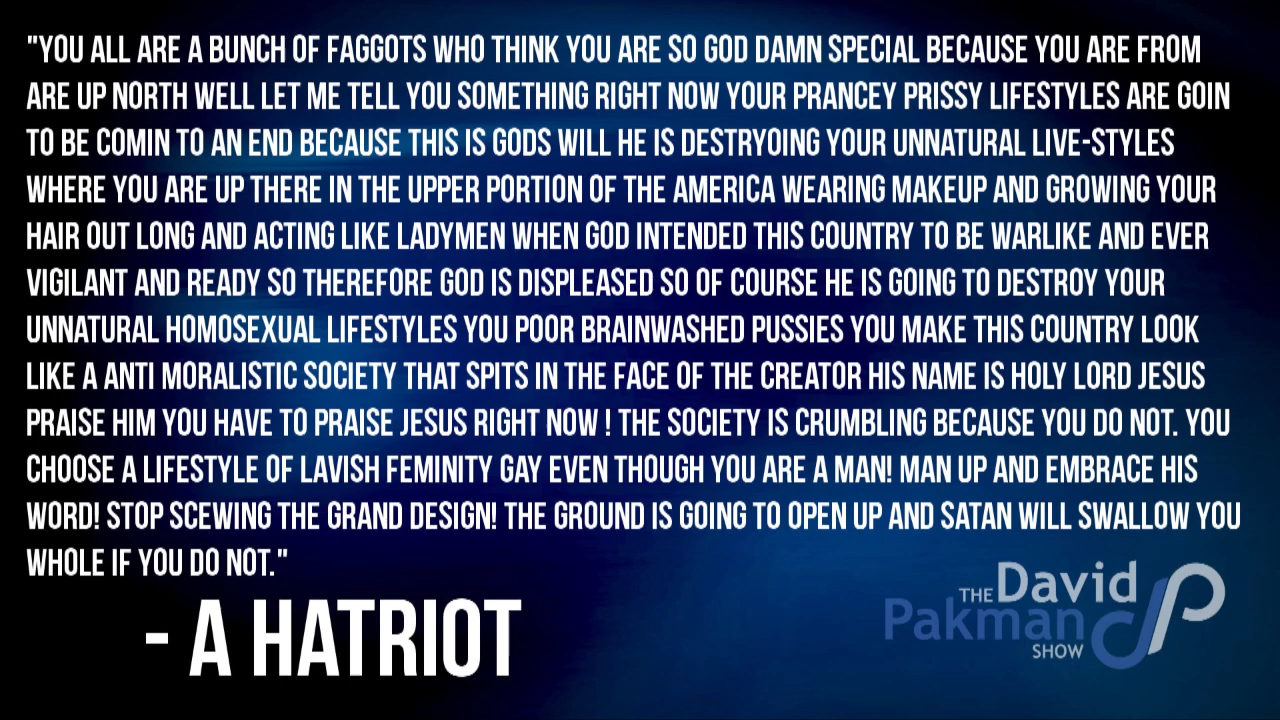 "YOU ALL ARE A BUNCH OF FAGGOTS WHO THINK YOU ARE SO GOD DAMN SPECIAL BECAUSE YOU ARE FROM
ARE UP NORTH WELL LET ME TELL YOU SOMETHING RIGHT NOW YOUR PRANCEY PRISSY LIFESTYLES ARE GOIN
TO BE COMIN TO AN END BECAUSE THIS IS GODS WILL HE IS DESTRYOING YOUR UNNATURAL LIVE-STYLES
WHERE YOU ARE UP THERE IN THE UPPER PORTION OF THE AMERICA WEARING MAKEUP AND GROWING YOUR
HAIR OUT LONG AND ACTING LIKE LADYMEN WHEN GOD INTENDED THIS COUNTRY TO BE WARLIKE AND EVER
VIGILANT AND READY SO THEREFORE GOD IS DISPLEASED SO OF COURSE HE IS GOING TO DESTROY YOUR
UNNATURAL HOMOSEXUAL LIFESTYLES YOU POOR BRAINWASHED PUSSIES YOU MAKE THIS COUNTRY LOOK
LIKE A ANTI MORALISTIC SOCIETY THAT SPITS IN THE FACE OF THE CREATOR HIS NAME IS HOLY LORD JESUS
PRAISE HIM YOU HAVE TO PRAISE JESUS RIGHT NOW ! THE SOCIETY IS CRUMBLING BECAUSE YOU DO NOT. YOU
CHOOSE A LIFESTYLE OF LAVISH FEMINITY GAY EVEN THOUGH YOU ARE A MAN! MAN UP AND EMBRACE HIS
WORD! STOP SCEWING THE GRAND DESIGN! THE GROUND IS GOING TO OPEN UP AND SATAN WILL SWALLOW YOU
WHOLE IF YOU DO NOT."
- A HATRIOT
THE David
Pakman
SHOW